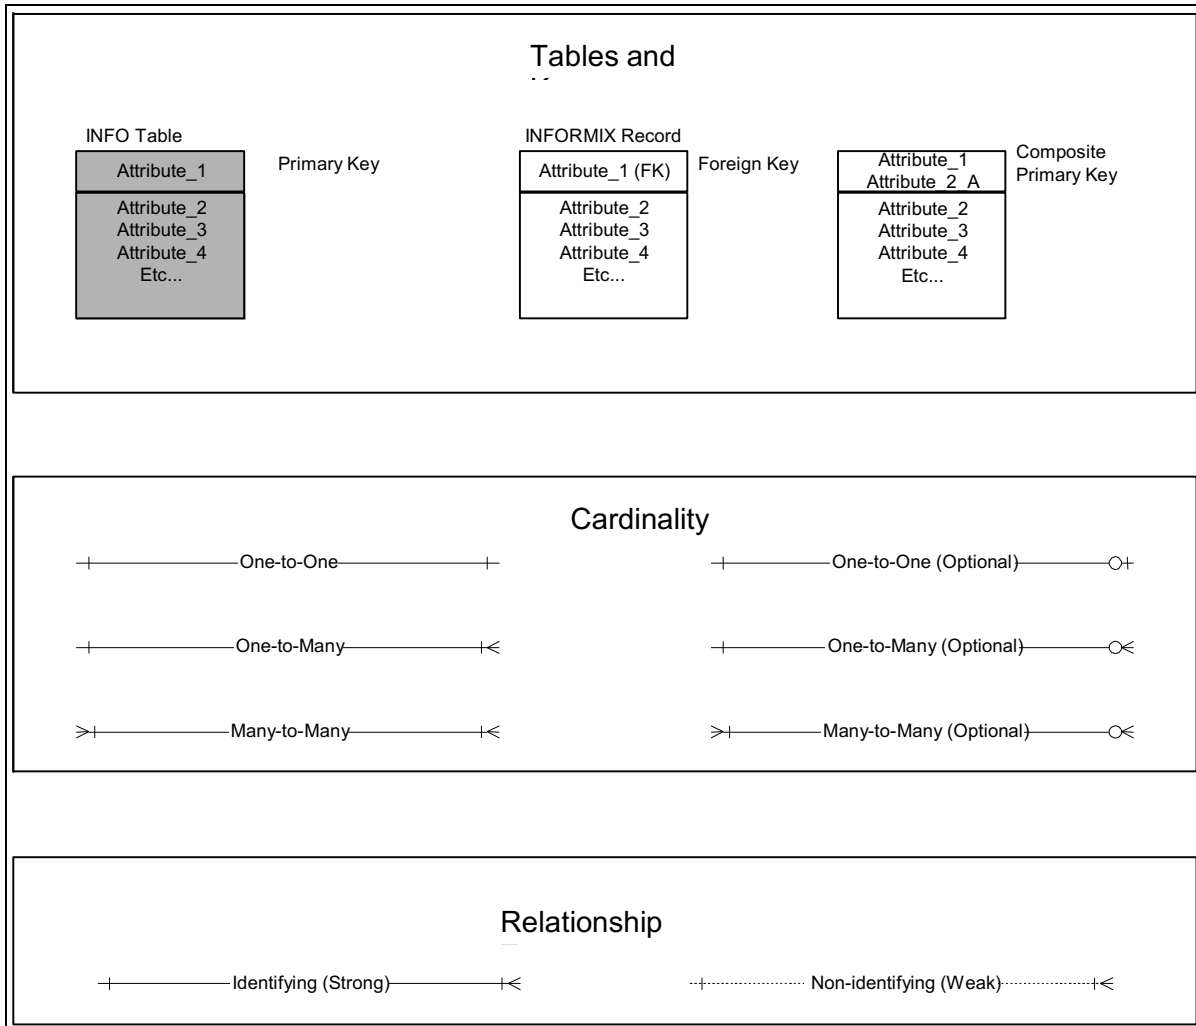 Tables and
INFO Table
Attribute_1
Attribute_2
Attribute_3
Attribute_4
Etc...
Primary Key
INFORMIX Record
Attribute_1 (FK)
Attribute_2
Attribute_3
Attribute_4
Etc...
Foreign Key
Attribute_1
Attribute_2_A
Attribute_2
Attribute_3
Attribute_4
Etc...
Composite
Primary Key
Cardinality
One-to-One
One-to-One (Optional)
One-to-Many
One-to-Many (Optional)
Many-to-Many
Many-to-Many (Optional)
Relationship
Identifying (Strong)
Non-identifying (Weak)